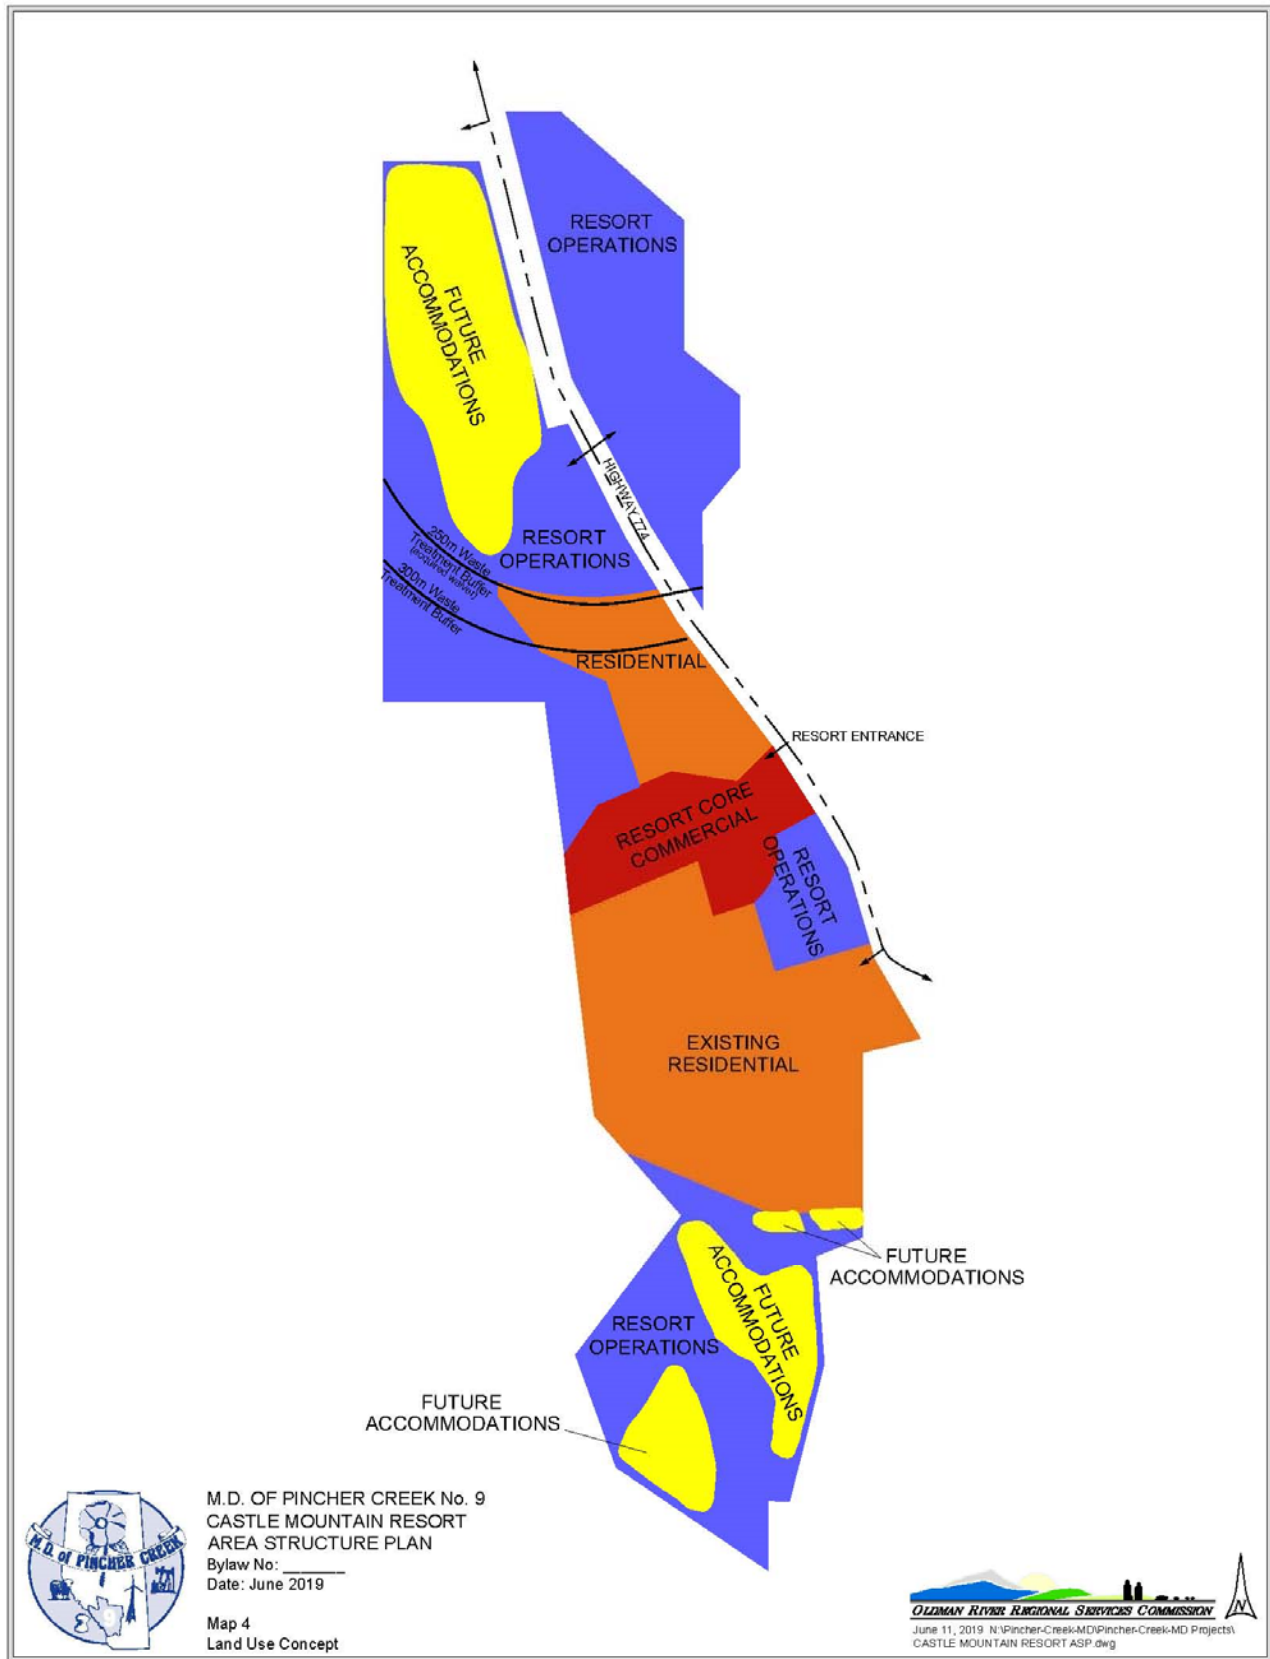 RESORT
OPERATIONS
FUTURE
ACCOMMODATIONS
HIGHWAY 774
RESORT
OPERATIONS
250m Waste
Treatment Buffer
(acquired waiver)
300m Waste
Treatment Buffer
RESIDENTIAL
RESORT ENTRANCE
RESORT CORE
COMMERCIAL
RESORT
OPERATIONS
EXISTING
RESIDENTIAL
FUTURE
ACCOMMODATIONS
FUTURE
ACCOMMODATIONS
RESORT
OPERATIONS
FUTURE
ACCOMMODATIONS
M.D. of PINCHER CREEK
9
M.D. OF PINCHER CREEK No. 9
CASTLE MOUNTAIN RESORT
AREA STRUCTURE PLAN
Bylaw No: _______
Date: June 2019
Map 4
Land Use Concept
OLDMAN RIVER REGIONAL SERVICES COMMISSION
N
June 11, 2019 N:\Pincher-Creek-MD\Pincher-Creek-MD Projects\
CASTLE MOUNTAIN RESORT ASP.dwg